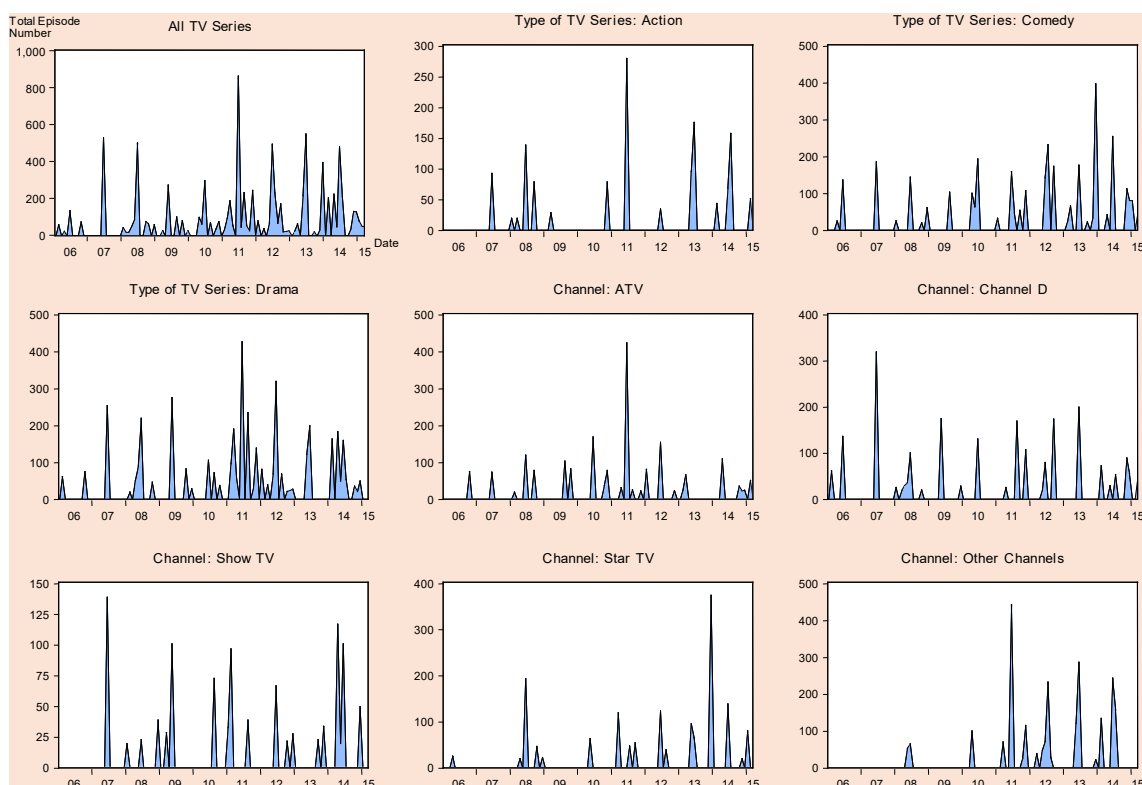 Total Episode
Number
All TV Series
1,000
800
600
400
200
0
06 07 08 09 10 11 12 13 14 15
Date
Type of TV Series: Action
300
250
200
150
100
50
0
06 07 08 09 10 11 12 13 14 15
Type of TV Series: Comedy
500
400
300
200
100
0
06 07 08 09 10 11 12 13 14 15
Type of TV Series: Drama
500
400
300
200
100
0
06 07 08 09 10 11 12 13 14 15
Channel: ATV
500
400
300
200
100
0
06 07 08 09 10 11 12 13 14 15
Channel: Channel D
400
300
200
100
0
06 07 08 09 10 11 12 13 14 15
Channel: Show TV
150
125
100
75
50
25
0
06 07 08 09 10 11 12 13 14 15
Channel: Star TV
400
300
200
100
0
06 07 08 09 10 11 12 13 14 15
Channel: Other Channels
500
400
300
200
100
0
06 07 08 09 10 11 12 13 14 15